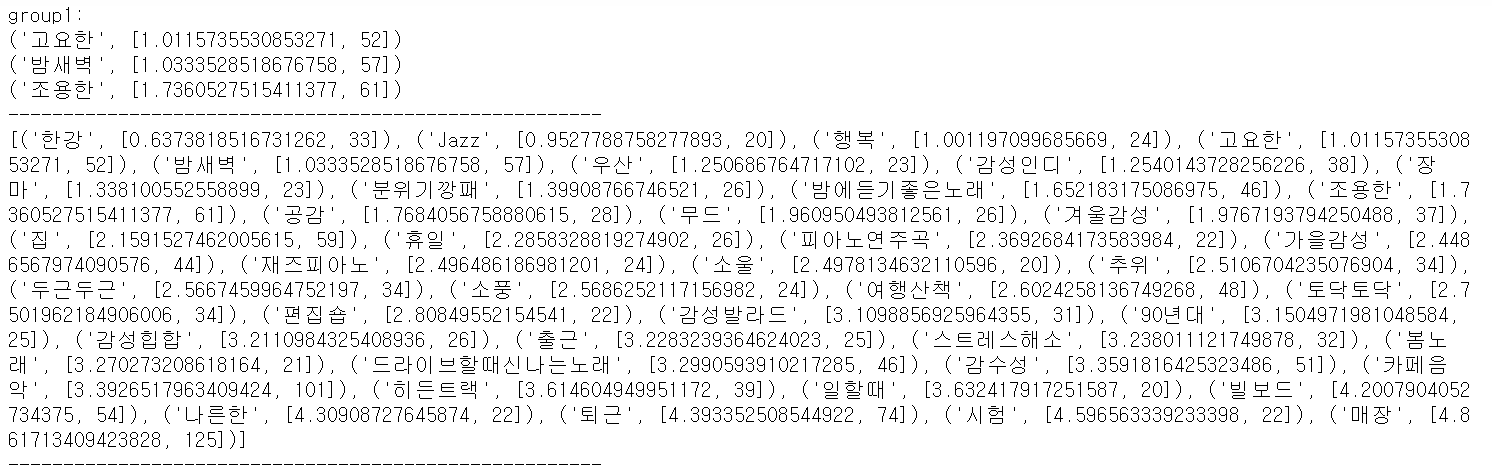 group1:
('고요한', [1.0115735530853271, 52])
('밤새벽', [1.0333528518676758, 57])
('조용한', [1.7360527515411377, 61])
---------------------------------------------------------
[('한강', [0.6373818516731262, 33]), ('Jazz', [0.9527788758277893, 20]), ('행복', [1.001197099685669, 24]), ('고요한', [1.01157355308
53271, 52]), ('밤새벽', [1.0333528518676758, 57]), ('우산', [1.250686764717102, 23]), ('감성인디', [1.2540143728256226, 38]), ('장
마', [1.338100552558899, 23]), ('분위기깡패', [1.39908766746521, 26]), ('밤에듣기좋은노래', [1.652183175086975, 46]), ('조용한', [1.7
360527515411377, 61]), ('공감', [1.7684056758880615, 28]), ('무드', [1.960950493812561, 26]), ('겨울감성', [1.9767193794250488, 37]),
('집', [2.1591527462005615, 59]), ('휴일', [2.2858328819274902, 26]), ('피아노연주곡', [2.3692684173583984, 22]), ('가을감성', [2.448
6567974090576, 44]), ('재즈피아노', [2.496486186981201, 24]), ('소울', [2.4978134632110596, 20]), ('추위', [2.5106704235076904, 34]),
('두근두근', [2.5667459964752197, 34]), ('소풍', [2.5686252117156982, 24]), ('여행산책', [2.6024258136749268, 48]), ('토닥토닥', [2.7
501962184906006, 34]), ('편집숍', [2.80849552154541, 22]), ('감성발라드', [3.1098856925964355, 31]), ('90년대', [3.1504971981048584,
25]), ('감성힙합', [3.2110984325408936, 26]), ('출근', [3.2283239364624023, 25]), ('스트레스해소', [3.238011121749878, 32]), ('봄노
래', [3.270273208618164, 21]), ('드라이브할때신나는노래', [3.2990593910217285, 46]), ('감수성', [3.3591816425323486, 51]), ('카페음
악', [3.3926517963409424, 101]), ('히든트랙', [3.614604949951172, 39]), ('일할때', [3.632417917251587, 20]), ('빌보드', [4.2007904052
734375, 54]), ('나른한', [4.30908727645874, 22]), ('퇴근', [4.393352508544922, 74]), ('시험', [4.596563339233398, 22]), ('매장', [4.8
61713409423828, 125])]
---------------------------------------------------------